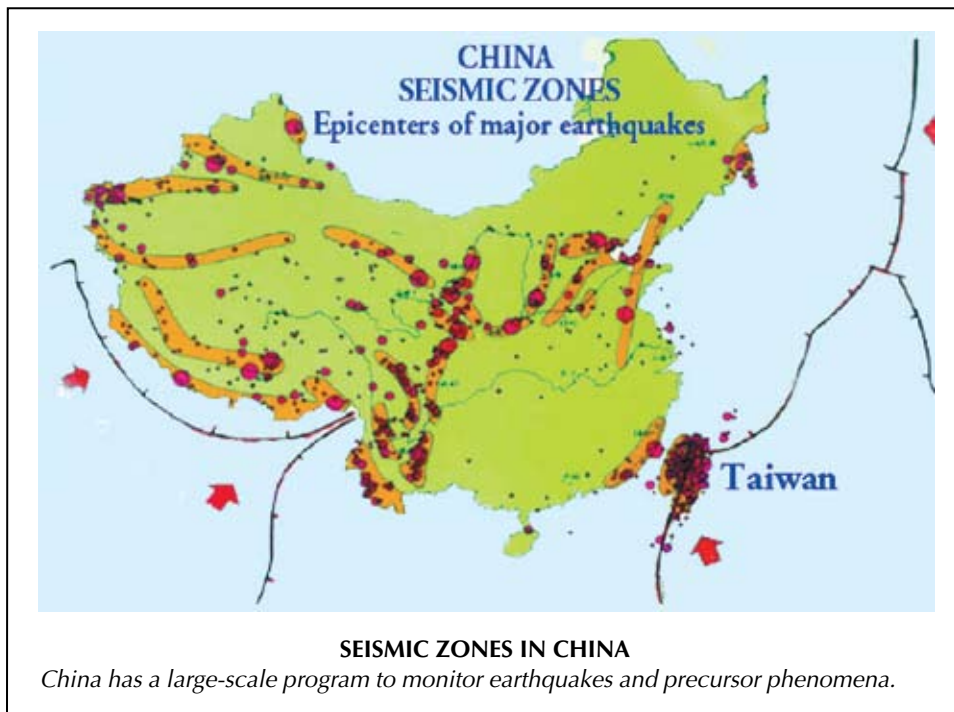 CHINA
SEISMIC ZONES
Epicenters of major earthquakes
Taiwan
SEISMIC ZONES IN CHINA
China has a large-scale program to monitor earthquakes and precursor phenomena.